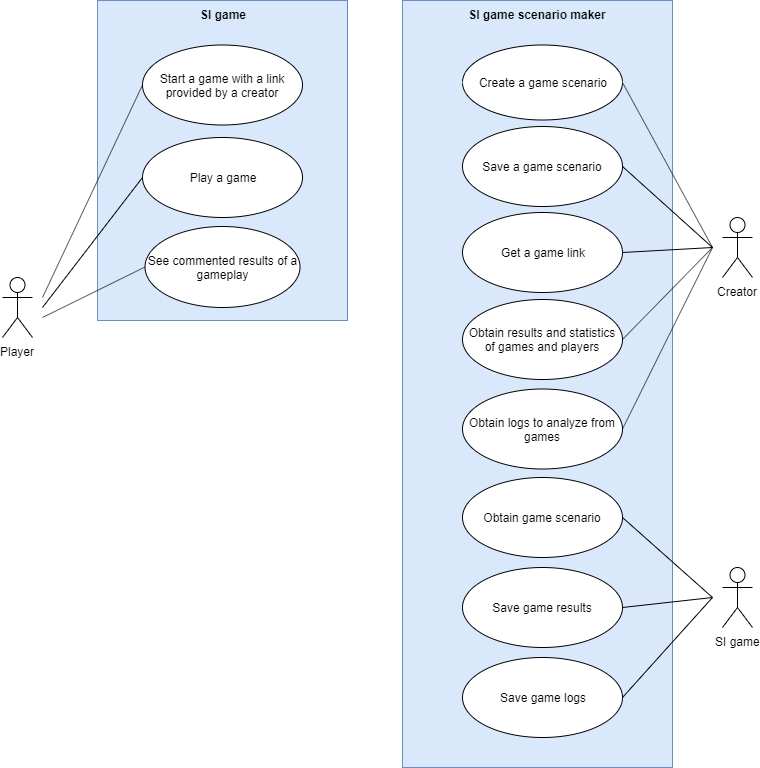 SI game
Start a game with a link
provided by a creator
Play a game
See commented results of a
gameplay
Player
SI game scenario maker
Create a game scenario
Save a game scenario
Get a game link
Obtain results and statistics
of games and players
Obtain logs to analyze from
games
Obtain game scenario
Save game results
Save game logs
Creator
SI game